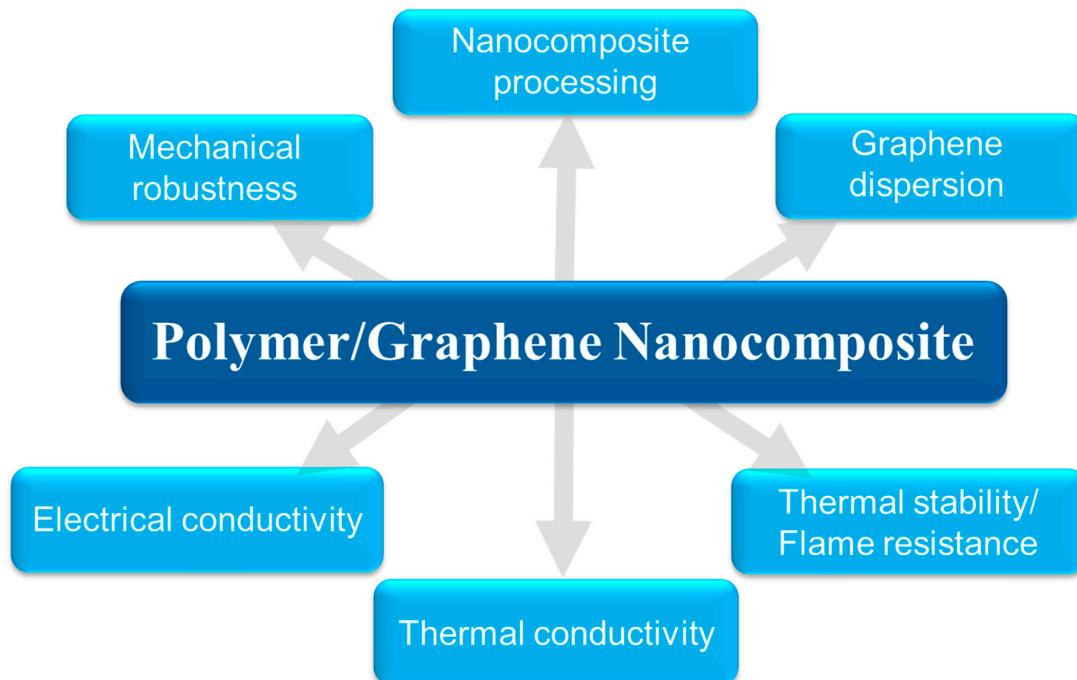 Nanocomposite
processing
Mechanical
robustness
Graphene
dispersion
Polymer/Graphene Nanocomposite
Electrical conductivity
Thermal stability/
Flame resistance
Thermal conductivity